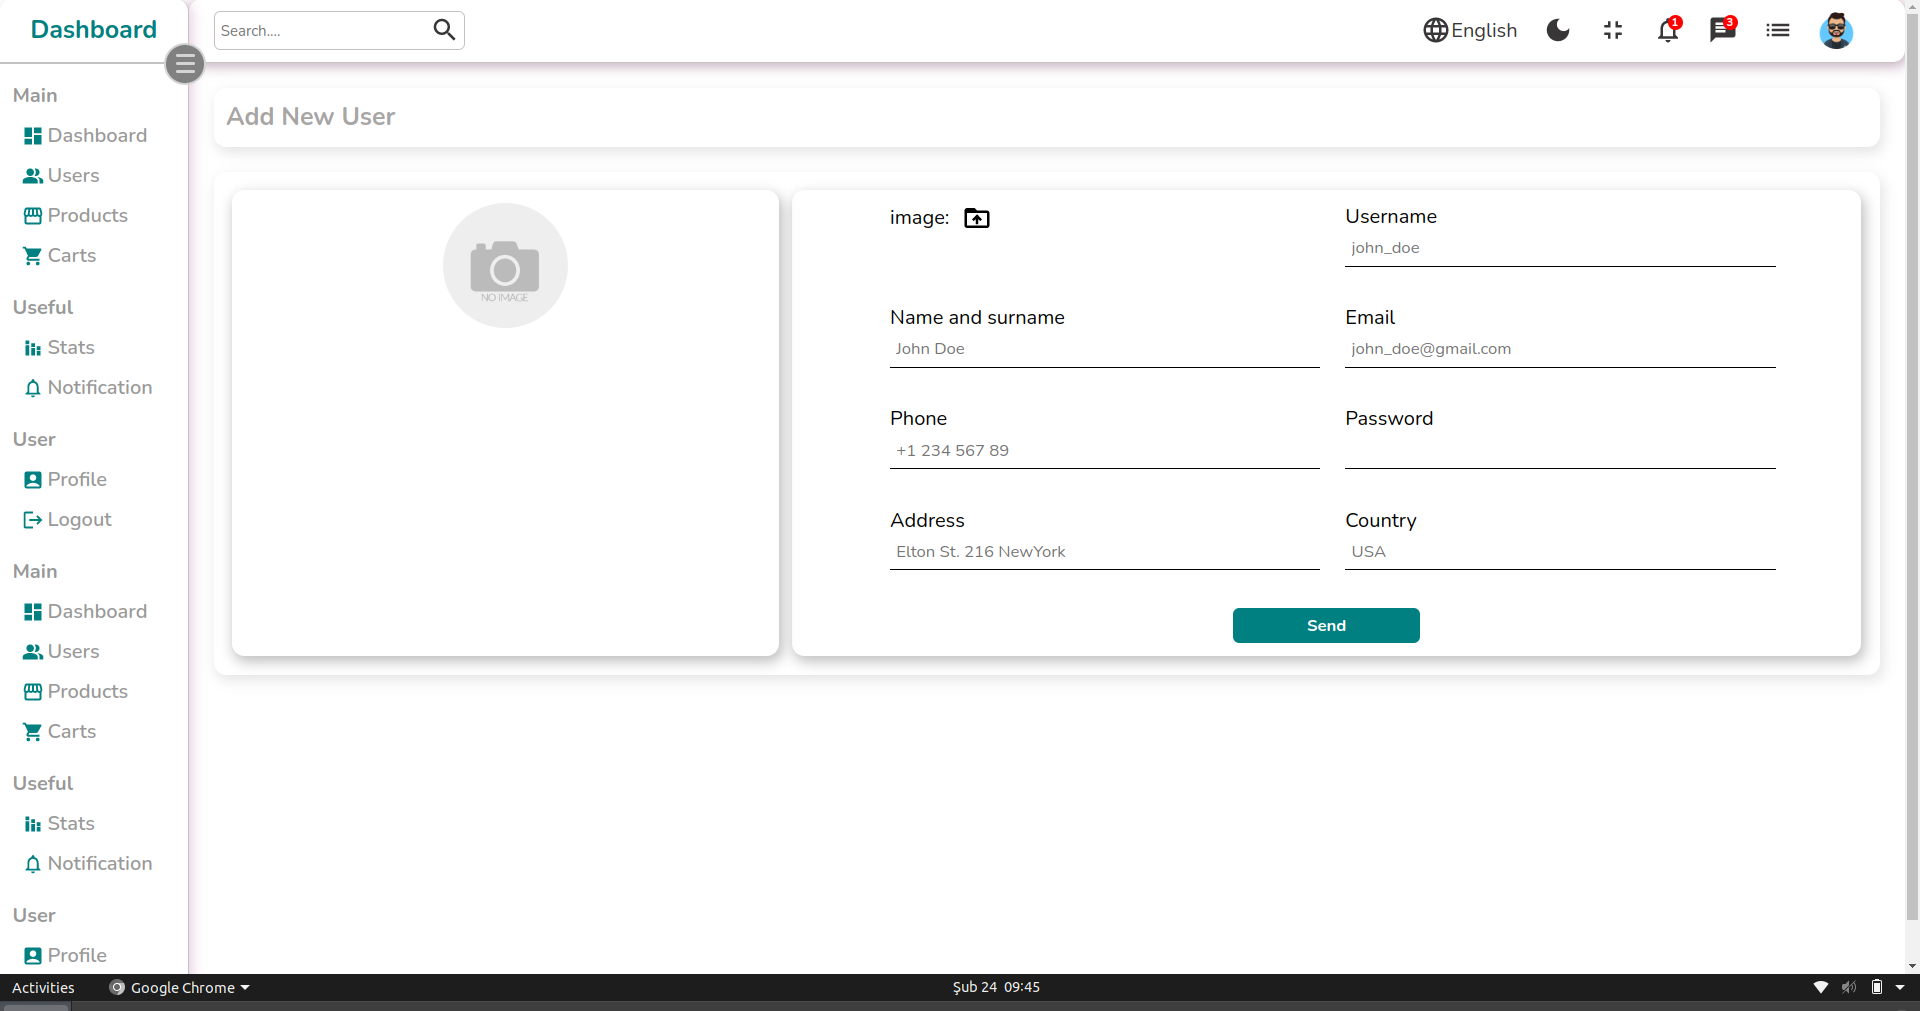 Dashboard
Search....
English
1
3
Main
Dashboard
Users
Products
Carts
Useful
Stats
Notification
User
Profile
Logout
Main
Dashboard
Users
Products
Carts
Useful
Stats
Notification
User
Profile
Add New User
NO IMAGE
image:
Username
john_doe
Name and surname
John Doe
Email
john_doe@gmail.com
Phone
+1 234 567 89
Password
Address
Elton St. 216 NewYork
Country
USA
Send
Activities
Google Chrome
Şub 24 09:45